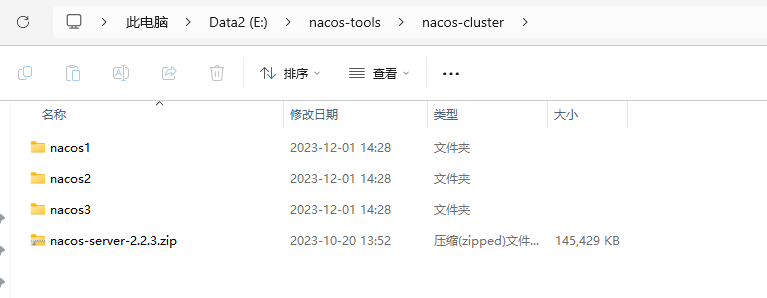 此电脑 > Data2 (E:) > nacos-tools > nacos-cluster >
排序 查看 ...
名称 修改日期 类型 大小
nacos1 2023-12-01 14:28 文件夹
nacos2 2023-12-01 14:28 文件夹
nacos3 2023-12-01 14:28 文件夹
nacos-server-2.2.3.zip 2023-10-20 13:52 压缩(zipped)文件... 145,429 KB